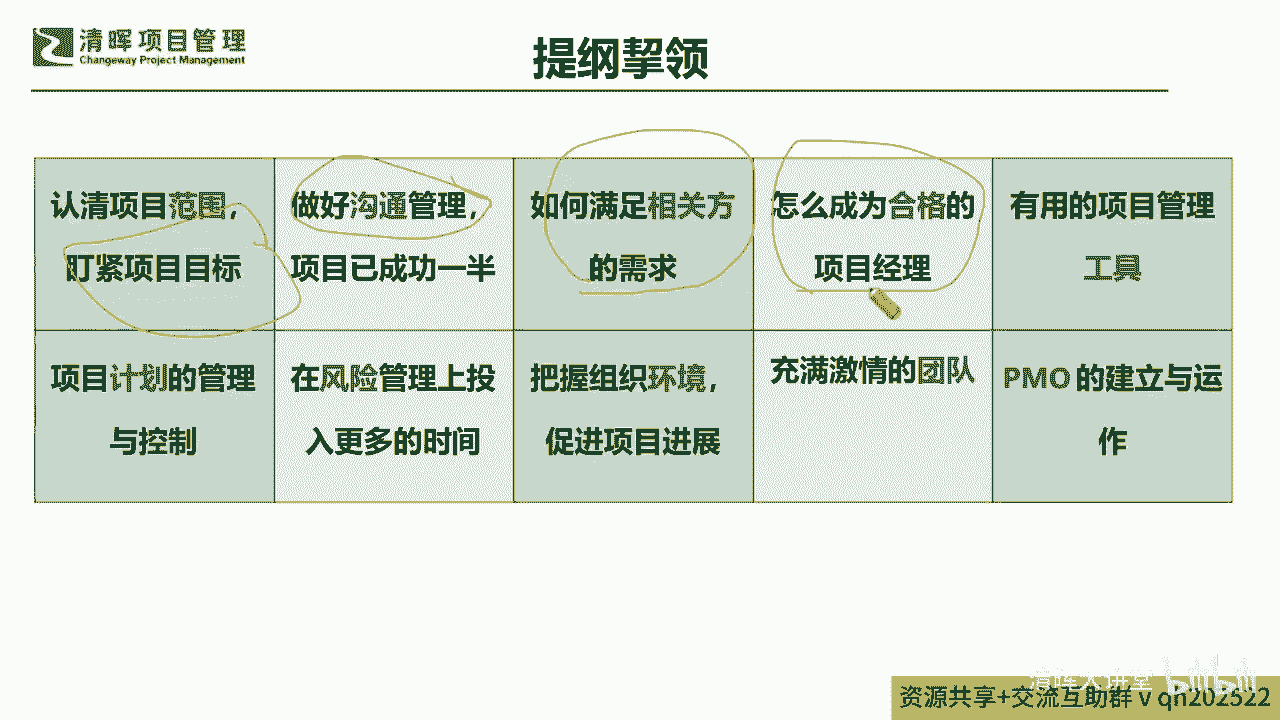 清晖项目管理
Changeway Project Management
提纲挈领
认清项目范围，
盯紧项目目标
做好沟通管理，
项目已成功一半
如何满足相关方
的需求
怎么成为合格的
项目经理
有用的项目管理
工具
项目计划的管理
与控制
在风险管理上投
入更多的时间
把握组织环境，
促进项目进展
充满激情的团队
PMO 的建立与运
作
清晖大讲堂
bilibili
资源共享+交流互助群 v qh202522